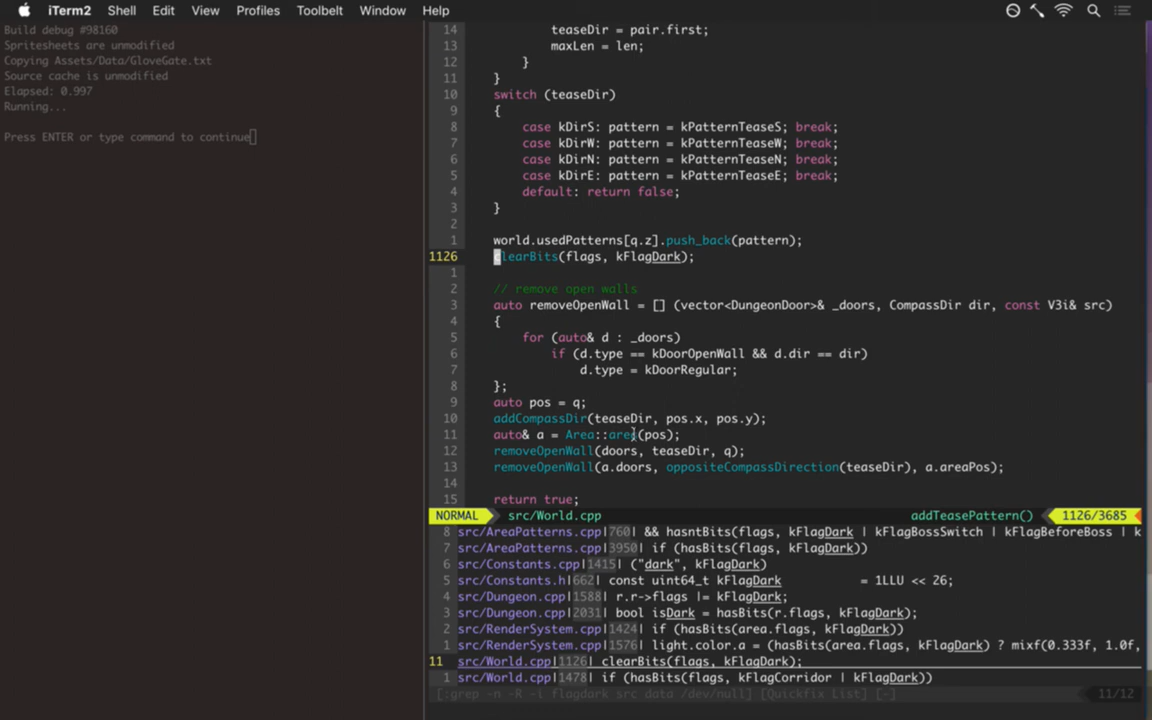 iTerm2 Shell Edit View Profiles Toolbelt Window Help
Build debug #98160
Spritesheets are unmodified
Copying Assets/Data/GloveGate.txt
Source cache is unmodified
Elapsed: 0.997
Running...
Press ENTER or type command to continue
14 teaseDir = pair.first;
13 maxLen = len;
12 }
11 }
10 switch (teaseDir)
9 {
8 case kDirS: pattern = kPatternTeaseS; break;
7 case kDirW: pattern = kPatternTeaseW; break;
6 case kDirN: pattern = kPatternTeaseN; break;
5 case kDirE: pattern = kPatternTeaseE; break;
4 default: return false;
3 }
2
1 world.usedPatterns[q.z].push_back(pattern);
1126 clearBits(flags, kFlagDark);
1
2 // remove open walls
3 auto removeOpenWall = [] (vector<DungeonDoor>& _doors, CompassDir dir, const V3i& src)
4 {
5 for (auto& d : _doors)
6 if (d.type == kDoorOpenWall && d.dir == dir)
7 d.type = kDoorRegular;
8 };
9 auto pos = q;
10 addCompassDir(teaseDir, pos.x, pos.y);
11 auto& a = Area::area(pos);
12 removeOpenWall(doors, teaseDir, q);
13 removeOpenWall(a.doors, oppositeCompassDirection(teaseDir), a.areaPos);
14
15 return true;
NORMAL src/World.cpp addTeasePattern() 1126/3685
8 src/AreaPatterns.cpp|760| && hasntBits(flags, kFlagDark | kFlagBossSwitch | kFlagBeforeBoss | k
7 src/AreaPatterns.cpp|3950| if (hasBits(flags, kFlagDark))
6 src/Constants.cpp|1415| ("dark", kFlagDark)
5 src/Constants.h|662| const uint64_t kFlagDark = 1LLU << 26;
4 src/Dungeon.cpp|1588| r.r->flags |= kFlagDark;
3 src/Dungeon.cpp|2031| bool isDark = hasBits(r.flags, kFlagDark);
2 src/RenderSystem.cpp|1424| if (hasBits(area.flags, kFlagDark))
1 src/RenderSystem.cpp|1576| light.color.a = (hasBits(area.flags, kFlagDark) ? mixf(0.333f, 1.0f,
11 src/World.cpp|1126| clearBits(flags, kFlagDark);
1 src/World.cpp|1478| if (hasBits(flags, kFlagCorridor | kFlagDark))
[:grep -n -R -i flagdark src data /dev/null] [Quickfix List] [-] 11/12